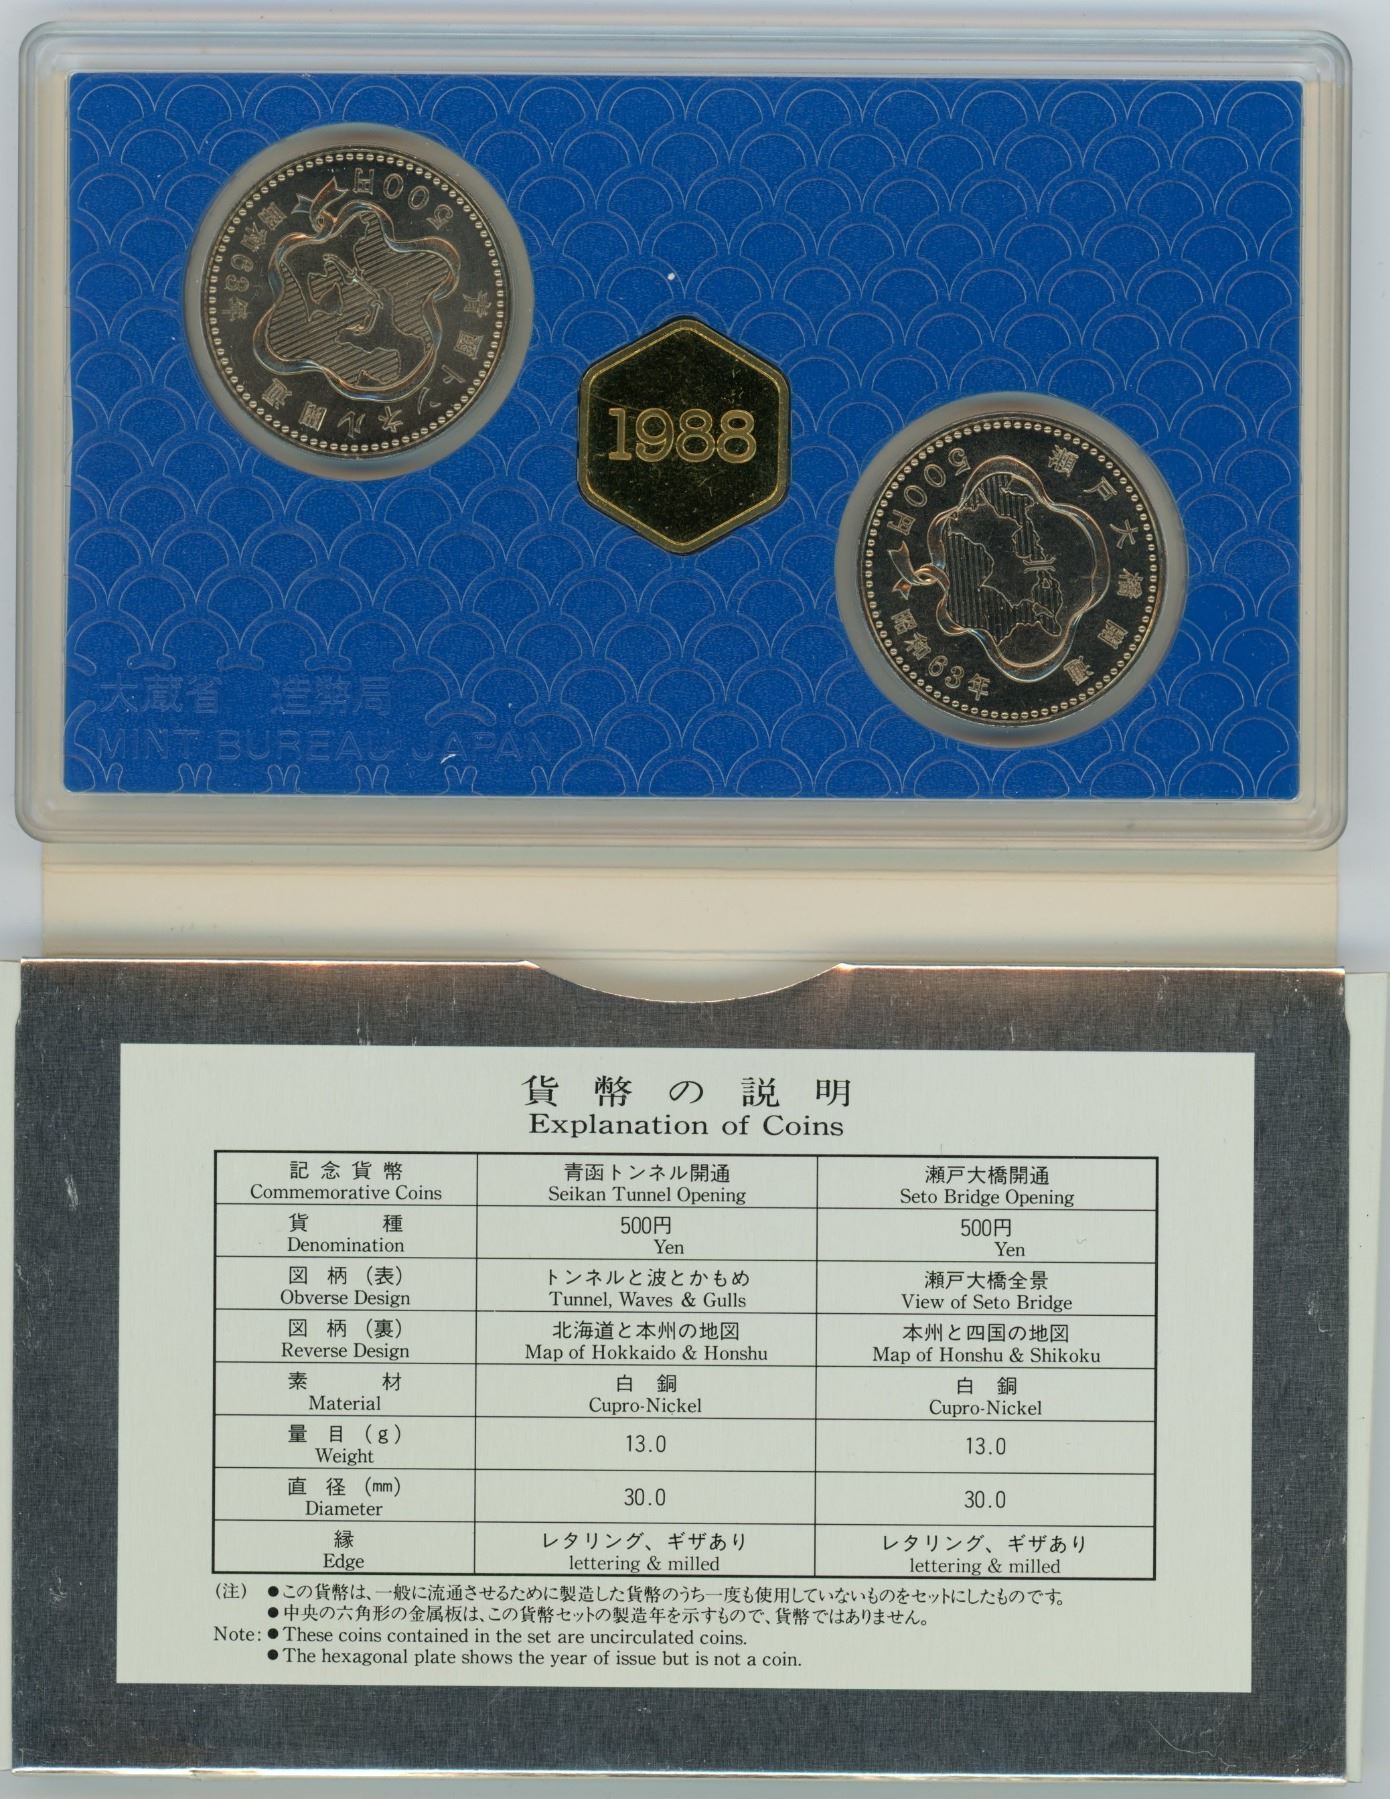 500円
青函トンネル開通
昭和63年
1988
瀬戸大橋開通
500円
昭和63年
大蔵省 造幣局
MINT BUREAU JAPAN
貨幣の説明
Explanation of Coins
記念貨幣 青函トンネル開通 瀬戸大橋開通
Commemorative Coins Seikan Tunnel Opening Seto Bridge Opening
貨種 500円 500円
Denomination Yen Yen
図柄(表) トンネルと波とかもめ 瀬戸大橋全景
Obverse Design Tunnel, Waves & Gulls View of Seto Bridge
図柄(裏) 北海道と本州の地図 本州と四国の地図
Reverse Design Map of Hokkaido & Honshu Map of Honshu & Shikoku
素材 白銅 白銅
Material Cupro-Nickel Cupro-Nickel
量目(g) 13.0 13.0
Weight
直径(mm) 30.0 30.0
Diameter
縁 レタリング、ギザあり レタリング、ギザあり
Edge lettering & milled lettering & milled
(注) ●この貨幣は、一般に流通させるために製造した貨幣のうち一度も使用していないものをセットにしたものです。
●中央の六角形の金属板は、この貨幣セットの製造年を示すもので、貨幣ではありません。
Note: ●These coins contained in the set are uncirculated coins.
●The hexagonal plate shows the year of issue but is not a coin.